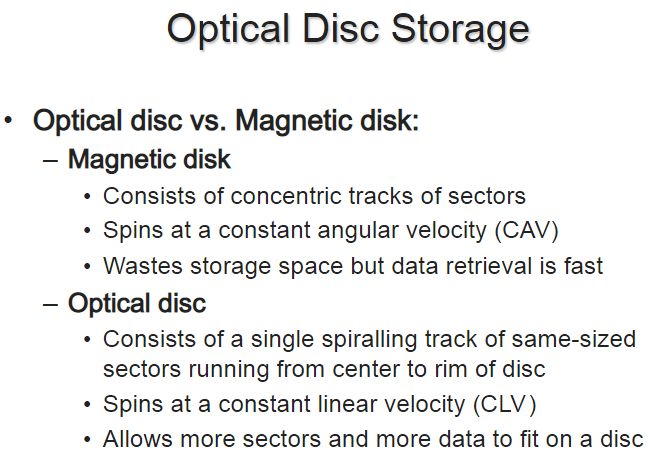 Optical Disc Storage
• Optical disc vs. Magnetic disk:
– Magnetic disk
• Consists of concentric tracks of sectors
• Spins at a constant angular velocity (CAV)
• Wastes storage space but data retrieval is fast
– Optical disc
• Consists of a single spiralling track of same-sized
sectors running from center to rim of disc
• Spins at a constant linear velocity (CLV)
• Allows more sectors and more data to fit on a disc